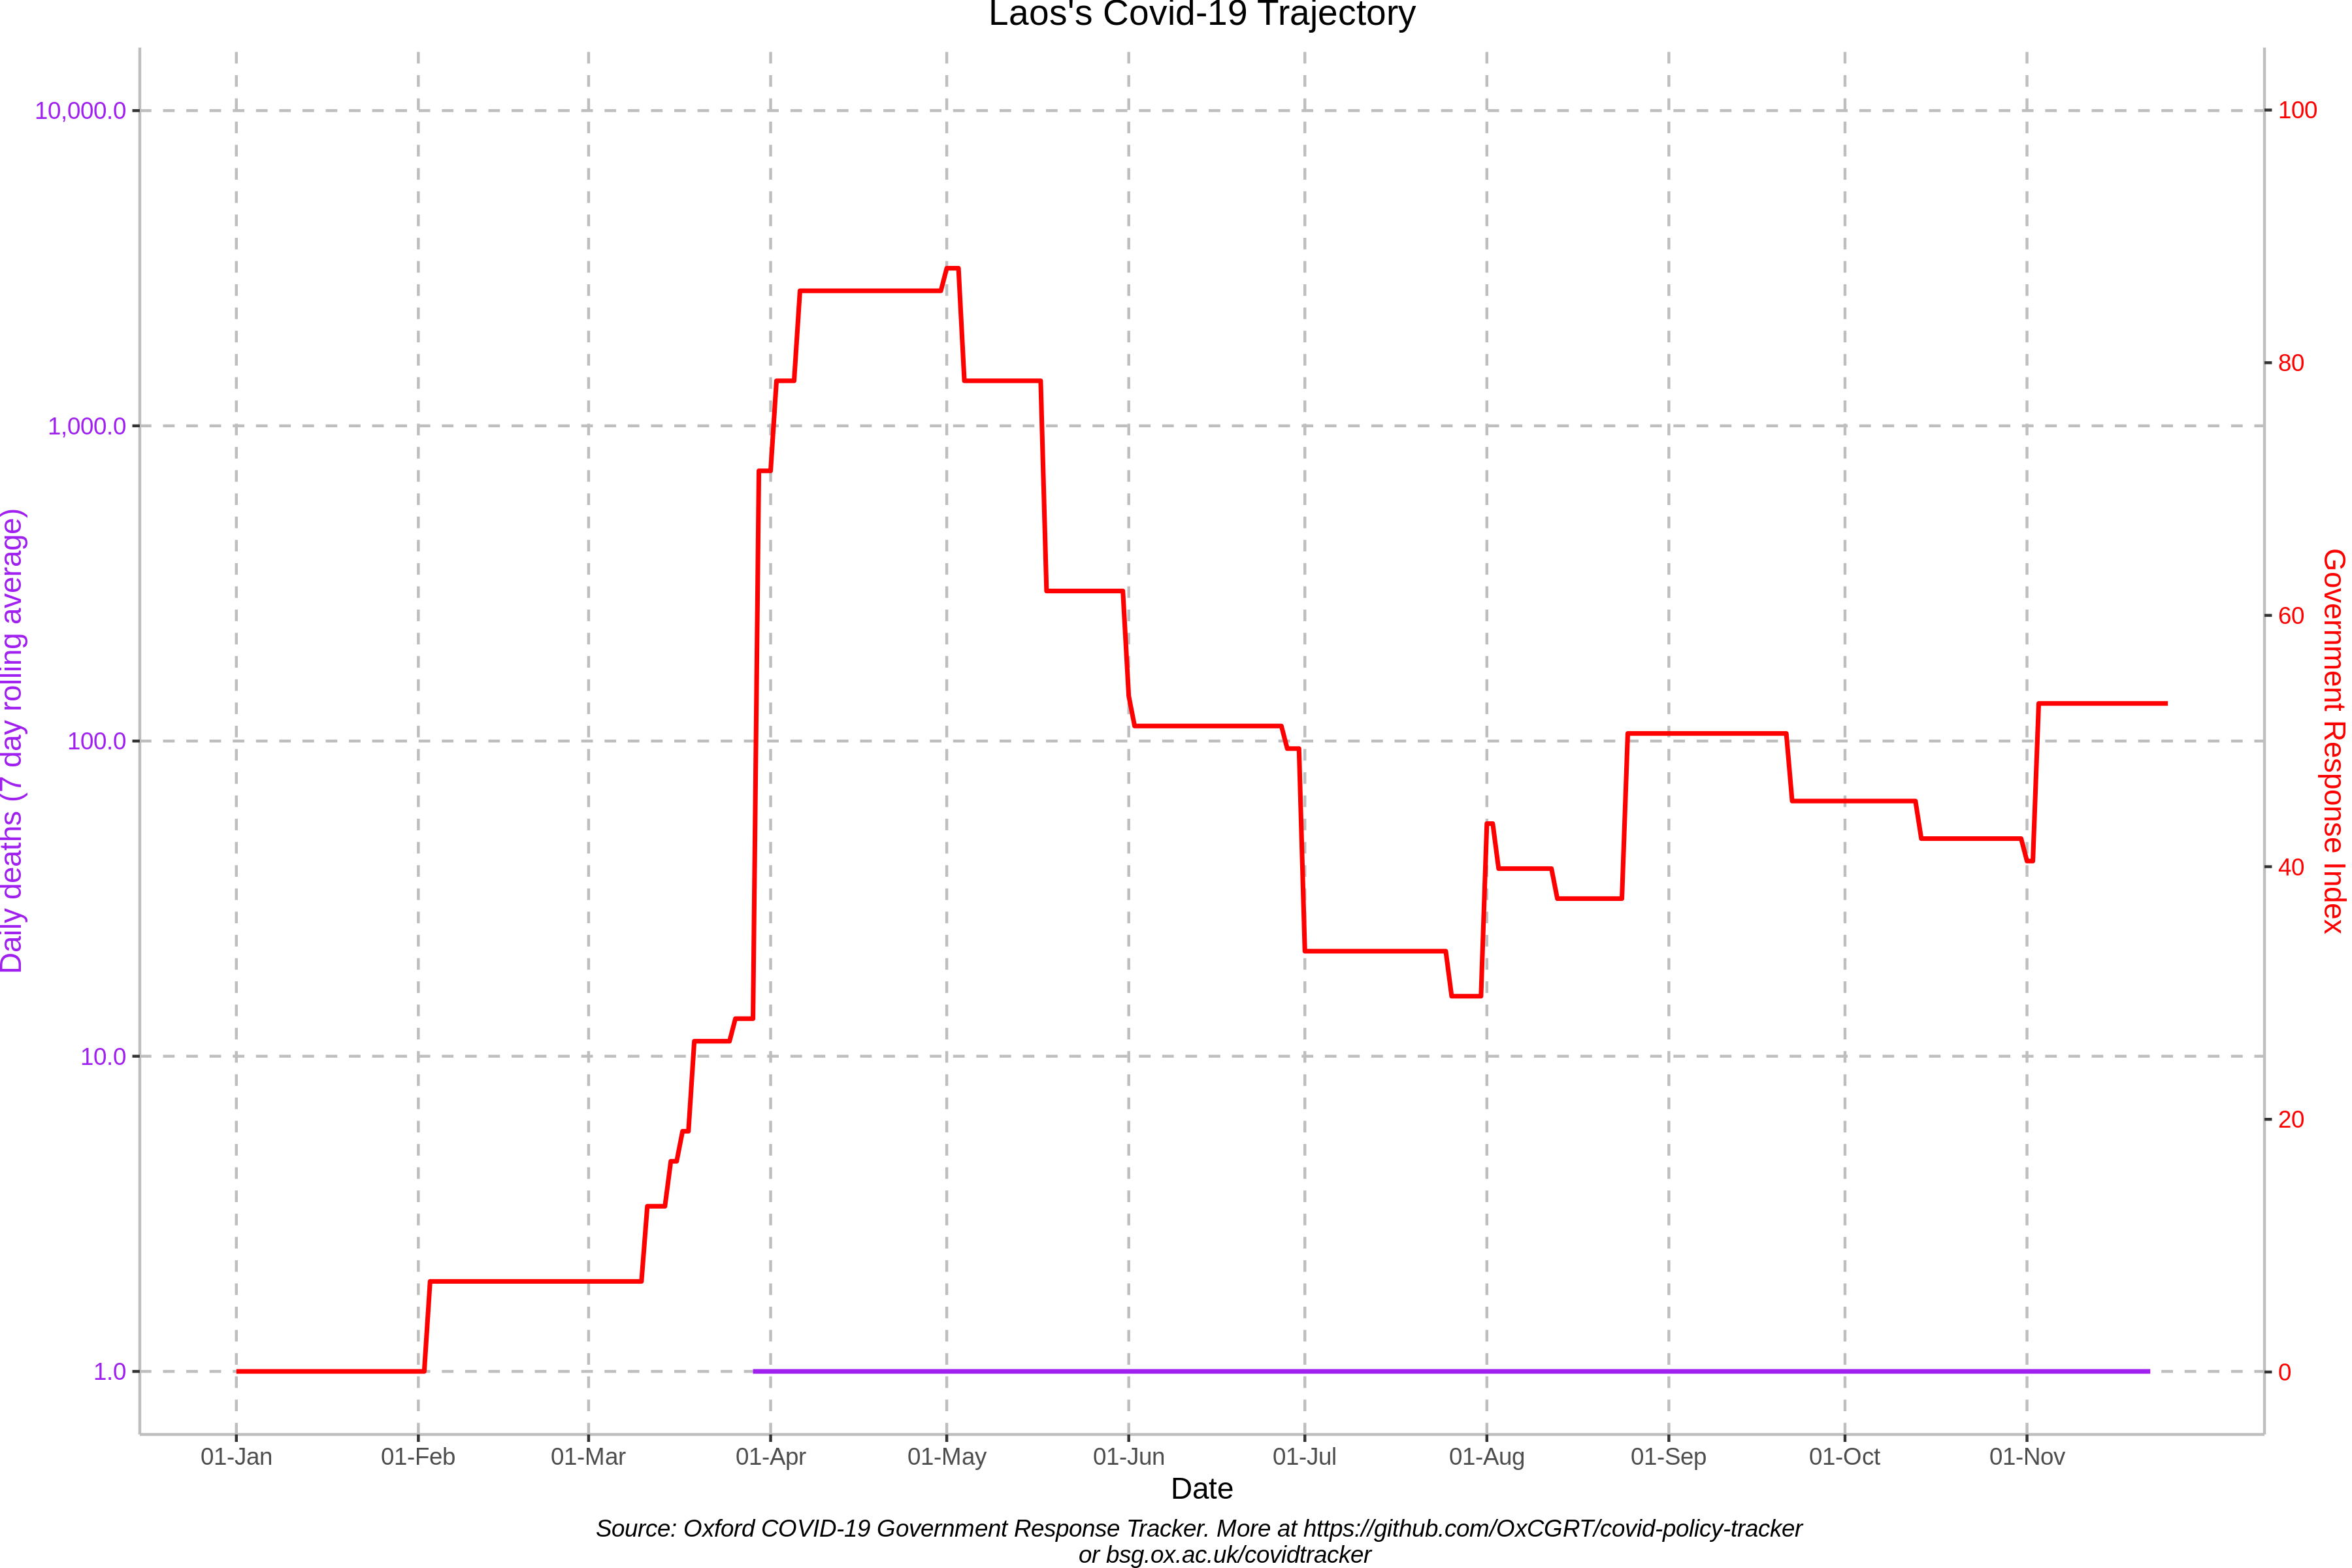 Laos's Covid-19 Trajectory
10,000.0
1,000.0
100.0
10.0
1.0
Daily deaths (7 day rolling average)
100
80
60
40
20
0
Government Response Index
01-Jan
01-Feb
01-Mar
01-Apr
01-May
01-Jun
01-Jul
01-Aug
01-Sep
01-Oct
01-Nov
Date
Source: Oxford COVID-19 Government Response Tracker. More at https://github.com/OxCGRT/covid-policy-tracker
or bsg.ox.ac.uk/covidtracker